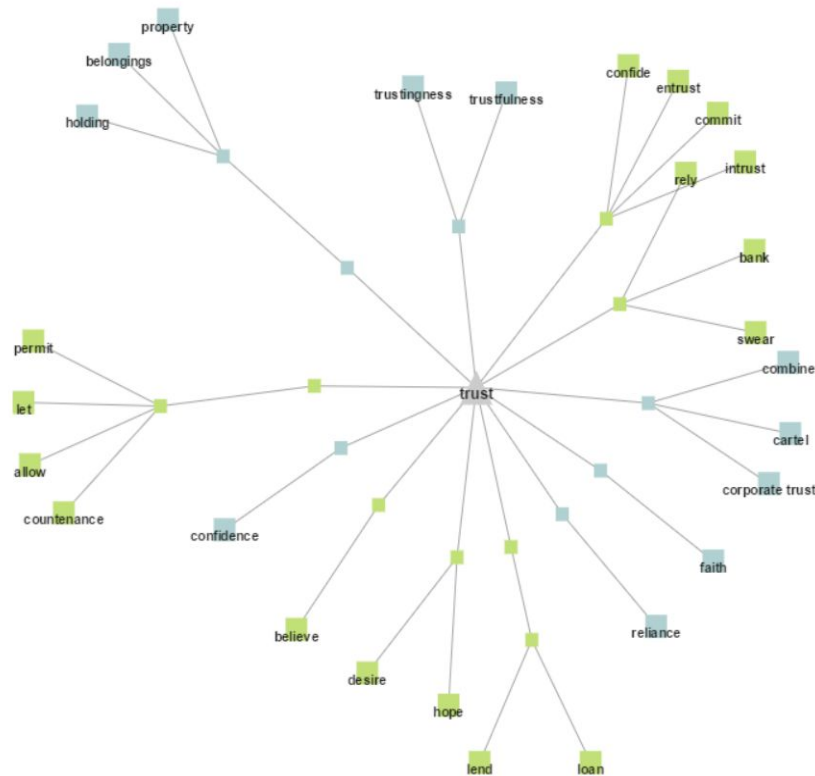 property
belongings
holding
trustingness
trustfulness
confide
entrust
commit
intrust
rely
bank
swear
combine
cartel
corporate trust
faith
reliance
trust
permit
let
allow
countenance
confidence
believe
desire
hope
lend
loan